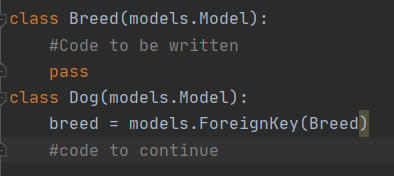 class Breed(models.Model):
    #Code to be written
    pass
class Dog(models.Model):
    breed = models.ForeignKey(Breed)
    #code to continue